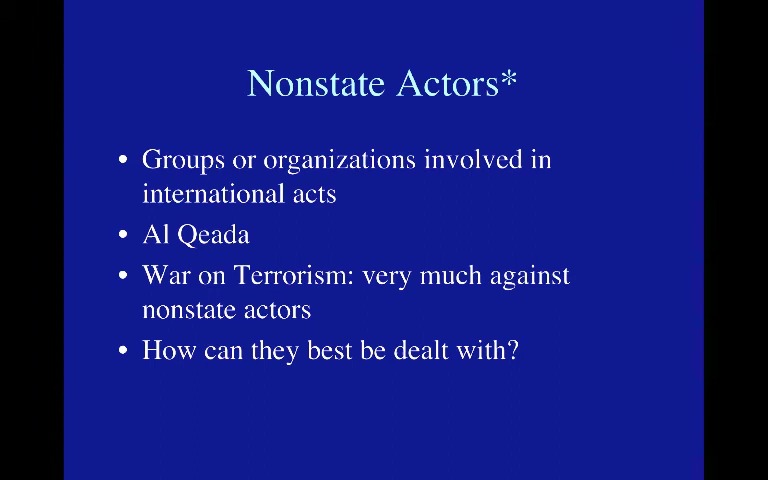 Nonstate Actors*
• Groups or organizations involved in
international acts
• Al Qeada
• War on Terrorism: very much against
nonstate actors
• How can they best be dealt with?